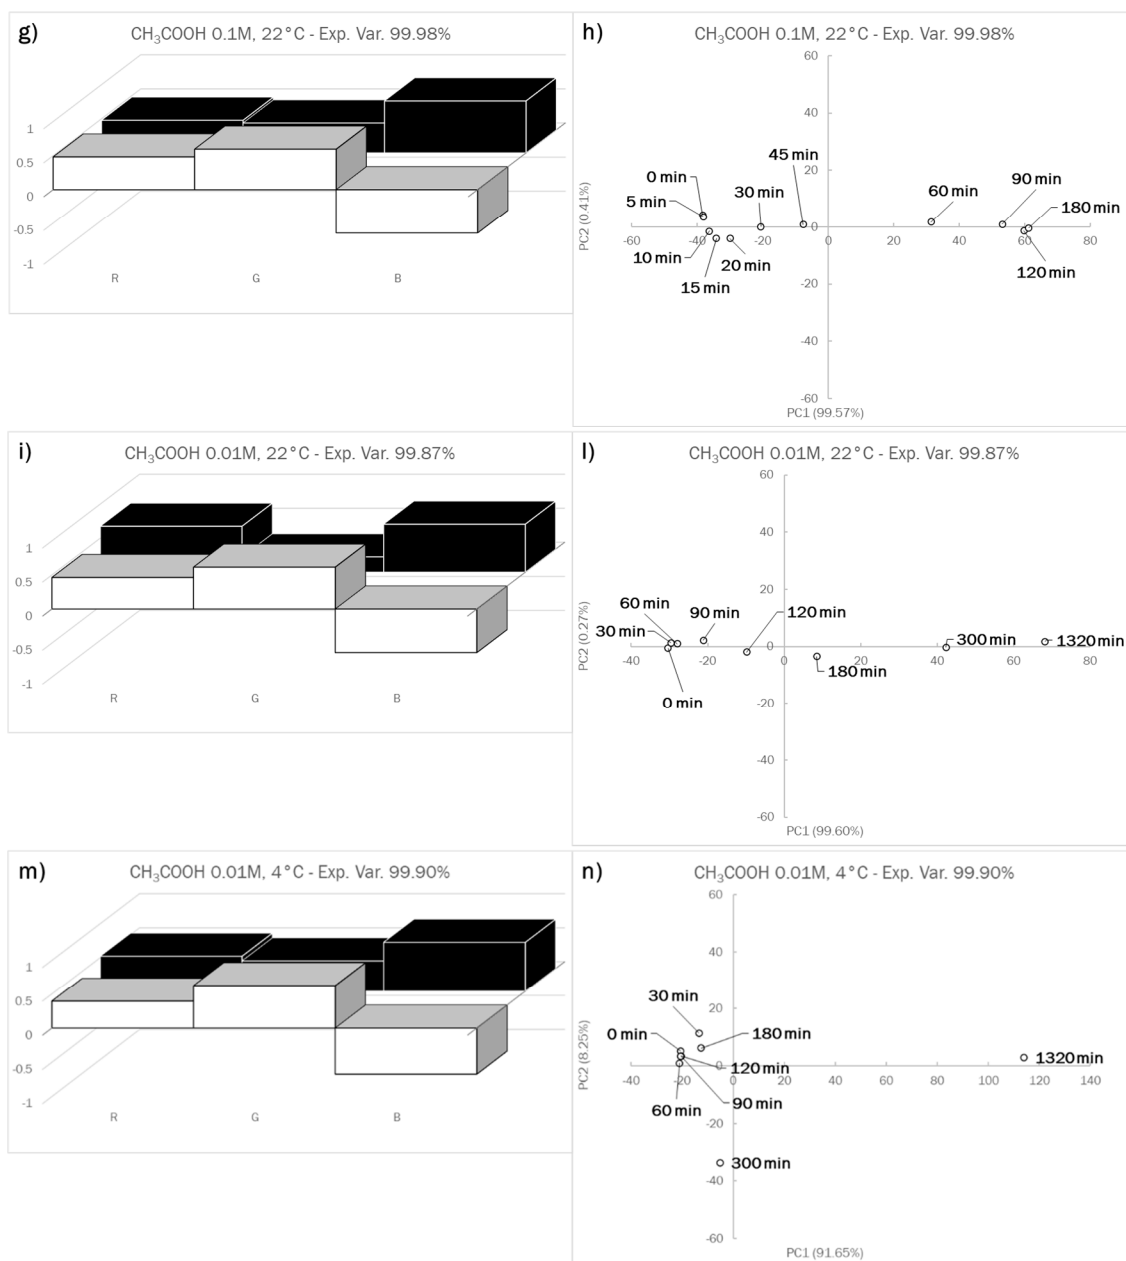 g)
CH₃COOH 0.1M, 22°C - Exp. Var. 99.98%
1
0.5
0
-0.5
-1
R G B
h)
CH₃COOH 0.1M, 22°C - Exp. Var. 99.98%
60
40
20
0
-20
-40
-60
-60 -40 -20 0 20 40 60 80
45 min
0 min
5 min
30 min
60 min
90 min
180 min
10 min
15 min
20 min
120 min
PC2 (0.41%)
PC1 (99.57%)
i)
CH₃COOH 0.01M, 22°C - Exp. Var. 99.87%
1
0.5
0
-0.5
-1
R G B
l)
CH₃COOH 0.01M, 22°C - Exp. Var. 99.87%
60
40
20
0
-20
-40
-60
-40 -20 0 20 40 60 80
60 min
30 min
90 min
120 min
300 min
1320 min
180 min
0 min
PC2 (0.27%)
PC1 (99.60%)
m)
CH₃COOH 0.01M, 4°C - Exp. Var. 99.90%
1
0.5
0
-0.5
-1
R G B
n)
CH₃COOH 0.01M, 4°C - Exp. Var. 99.90%
60
40
20
0
-20
-40
-60
-40 -20 0 20 40 60 80 100 120 140
30 min
0 min
180 min
120 min
1320 min
60 min
90 min
300 min
PC2 (8.25%)
PC1 (91.65%)